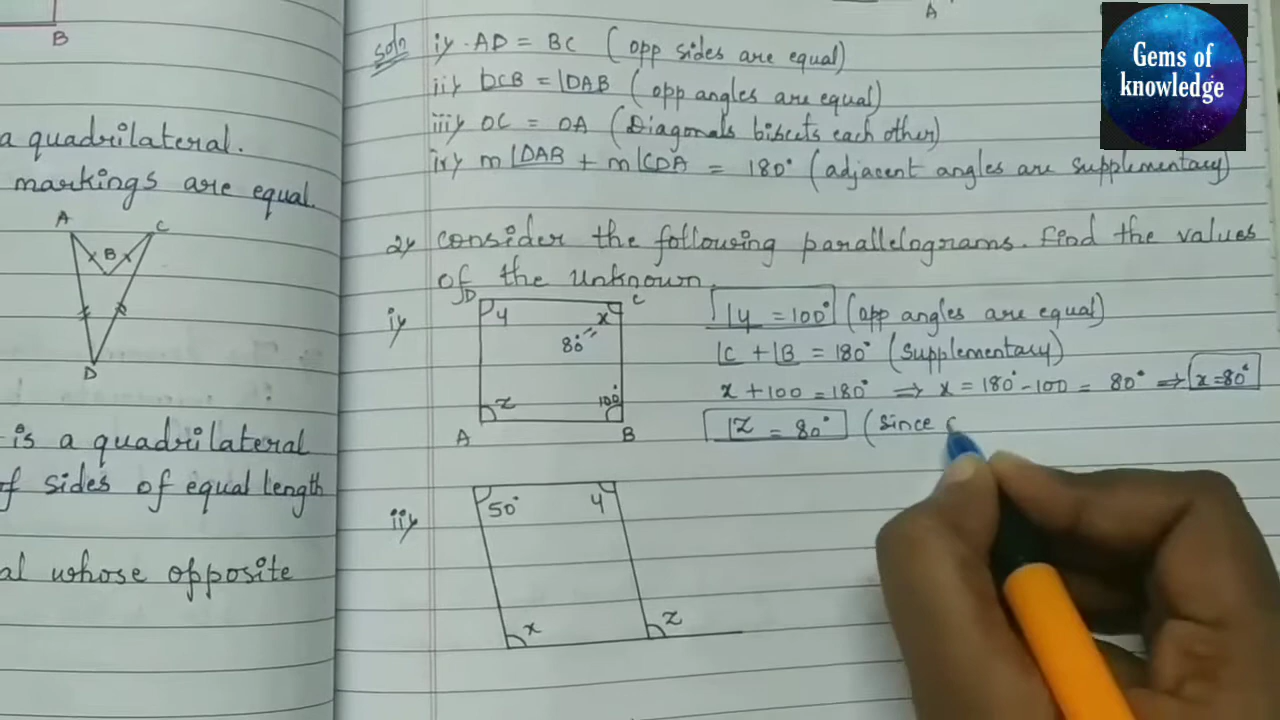 B
a quadrilateral.
markings are equal.
A
C
B
D
is a quadrilateral
of sides of equal length
al whose opposite
A
Soln i) . AD = BC (opp sides are equal)
ii) DCB = ∠DAB (opp angles are equal)
iii) OC = OA (Diagonals bisects each other)
iv) m∠DAB + m∠CDA = 180° (adjacent angles are supplementary)
2) consider the following parallelograms. Find the values
of the unknown.
i)
D
C
y
x
80°
z
100°
A
B
∠y = 100° (opp angles are equal)
∠C + ∠B = 180° (supplementary)
x + 100 = 180° ⇒ x = 180° - 100 = 80° ⇒ x = 80°
∠z = 80° (since
ii)
50°
y
x
z
Gems of
knowledge